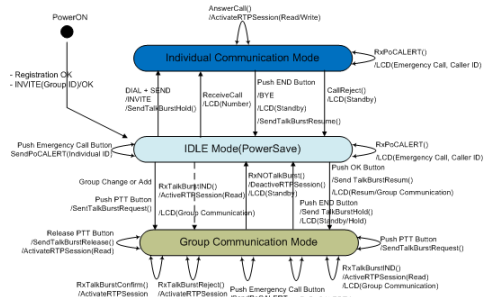 PowerON
AnswerCall()
/ActivateRTPSession(Read/Write)
Individual Communication Mode
RxPoCALERT()
/LCD(Emergency Call, Caller ID)
- Registration OK
- INVITE(Group ID)/OK
DIAL + SEND
/INVITE
/SendTalkBurstHold()
ReceiveCall
/LCD(Number)
Push END Button
/BYE
/LCD(Standby)
/SendTalkBurstResume()
CallReject()
/LCD(Standby)
Push Emergency Call Button
SendPoCALERT(Individual ID)
IDLE Mode(PowerSave)
RxPoCALERT()
/LCD(Emergency Call, Caller ID)
Group Change or Add
Push PTT Button
/SentTalkBurstRequest()
RxTalkBurstIND()
/ActiveRTPSession(Read)
/LCD(Group Communication)
RxNOTalkBurst()
/DeactiveRTPSession()
/LCD(Standby)
Push END Button
/Send TalkBurstHold()
/LCD(Standby/Hold)
Push OK Button
/Send TalkBurstResum()
/LCD(Resum/Group Communication)
Release PTT Button
/SendTalkBurstRelease()
/ActivateRTPSession(Read)
Group Communication Mode
Push PTT Button
/SendTalkBurstRequest()
RxTalkBurstConfirm()
/ActivateRTPSession
RxTalkBurstReject()
/ActivateRTPSession
Push Emergency Call Button
RxTalkBurstIND()
/ActiveRTPSession(Read)
/LCD(Group Communication)